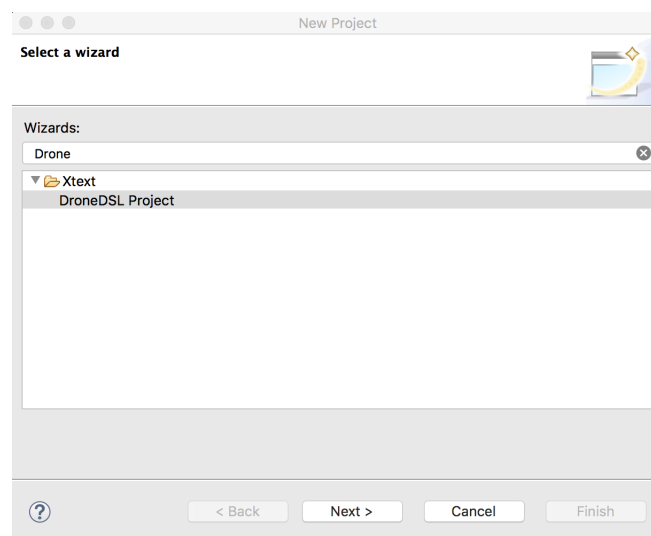 New Project
Select a wizard
Wizards:
Drone
Xtext
DroneDSL Project
?
< Back Next > Cancel Finish